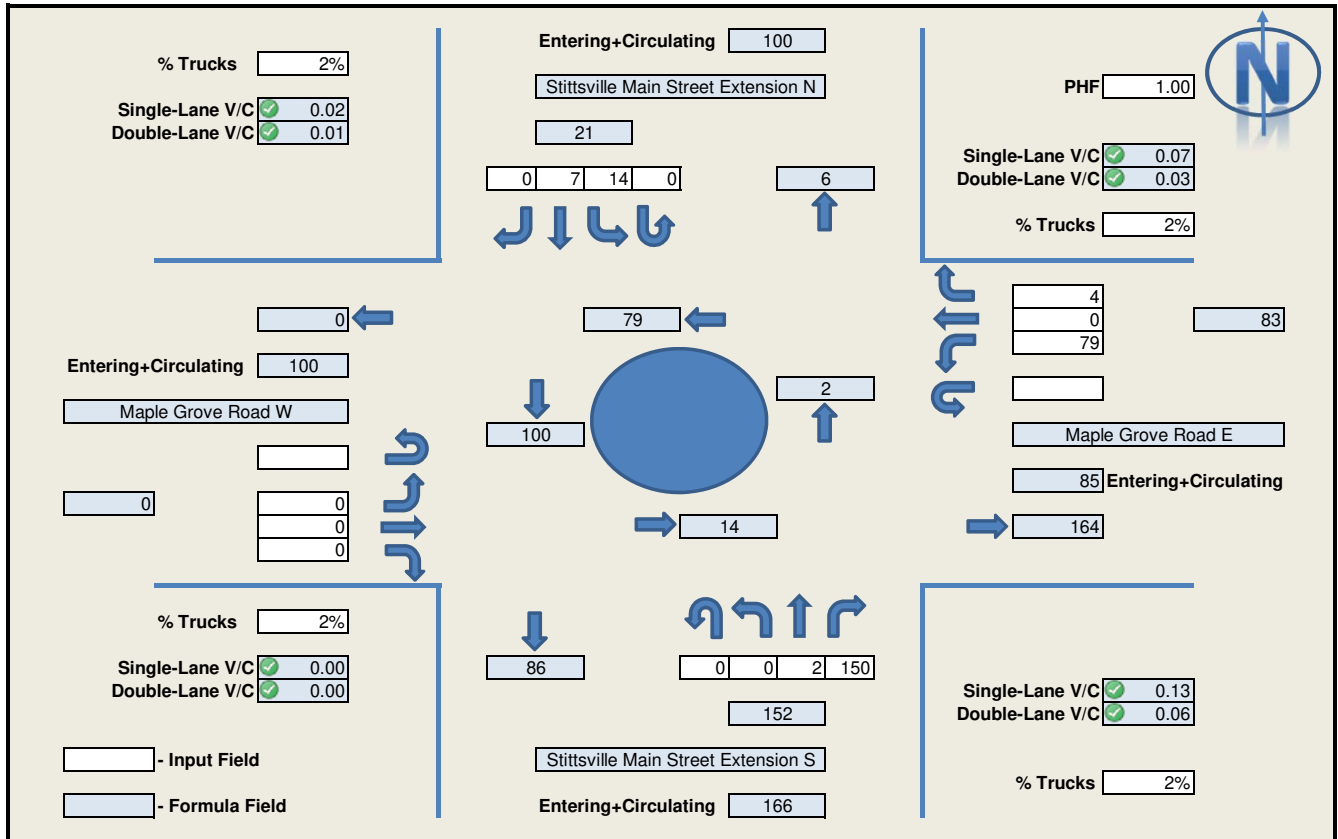 Entering+Circulating 100
% Trucks 2%
Stittsville Main Street Extension N
PHF 1.00
N
Single-Lane V/C 0.02
Double-Lane V/C 0.01
21
Single-Lane V/C 0.07
Double-Lane V/C 0.03
0 7 14 0
6
% Trucks 2%
4
0 79 0 83
79
Entering+Circulating 100
2
Maple Grove Road W
100
Maple Grove Road E
85 Entering+Circulating
0 0
0 14 164
0
% Trucks 2%
Single-Lane V/C 0.00
Double-Lane V/C 0.00
86
0 0 2 150
Single-Lane V/C 0.13
Double-Lane V/C 0.06
152
- Input Field
Stittsville Main Street Extension S
% Trucks 2%
- Formula Field
Entering+Circulating 166